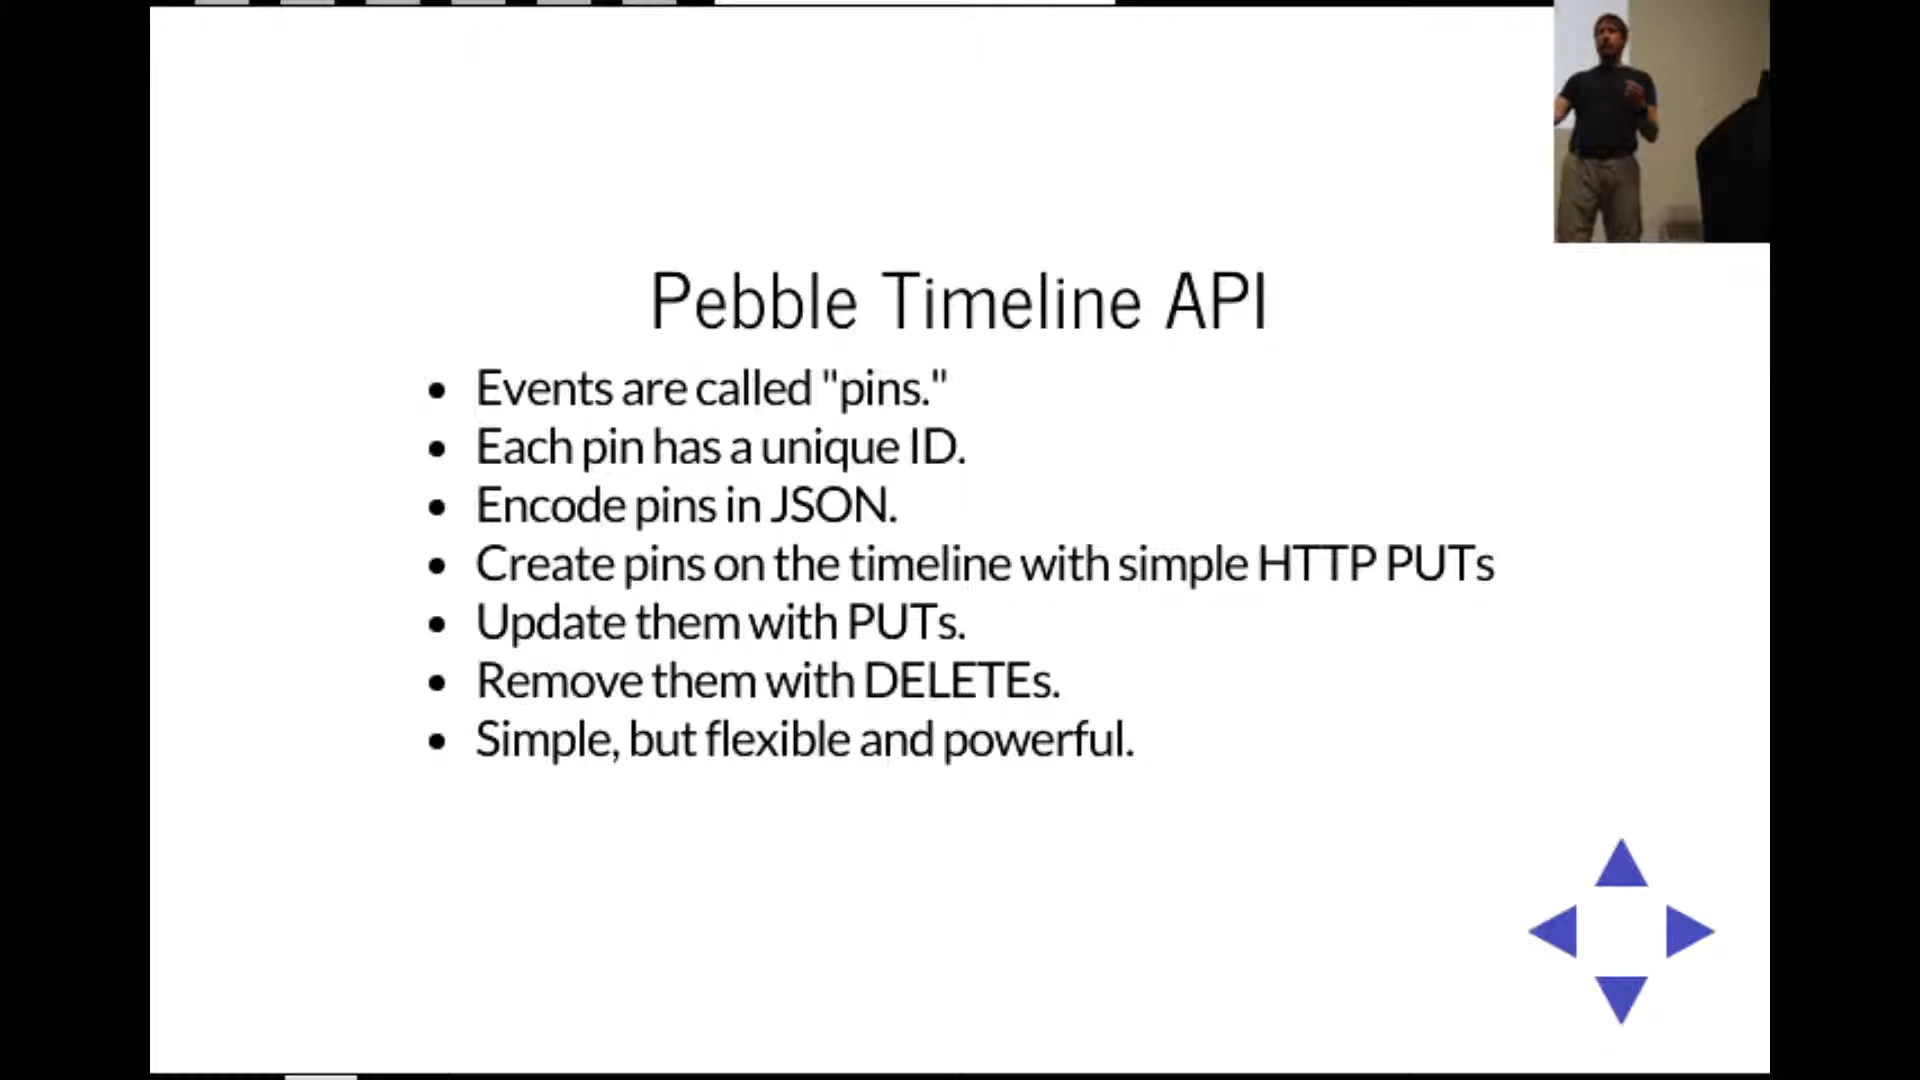 Pebble Timeline API
• Events are called "pins."
• Each pin has a unique ID.
• Encode pins in JSON.
• Create pins on the timeline with simple HTTP PUTs
• Update them with PUTs.
• Remove them with DELETEs.
• Simple, but flexible and powerful.